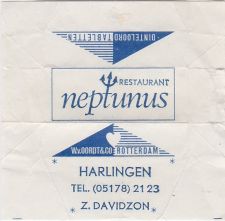 DINTELOORD TABLETTEN
RESTAURANT
neptunus
W.v.OORDT & CO ROTTERDAM
HARLINGEN
TEL. (05178) 21 23
* Z. DAVIDZON *